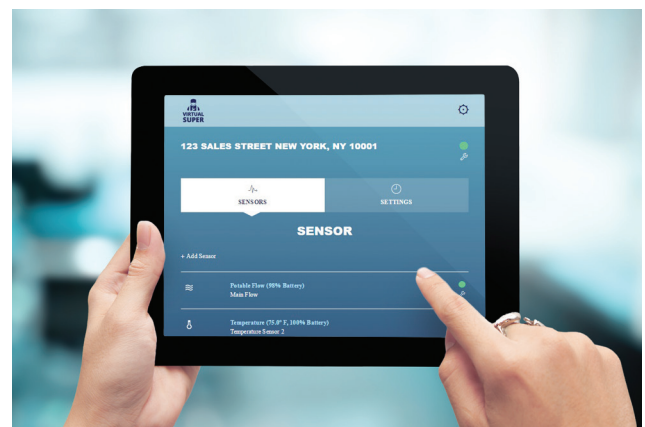 VIRTUAL
SUPER
123 SALES STREET NEW YORK, NY 10001
SENSORS
SETTINGS
SENSOR
+ Add Sensor
Potable Flow (98% Battery)
Main Flow
Temperature (75.0° F, 100% Battery)
Temperature Sensor 2